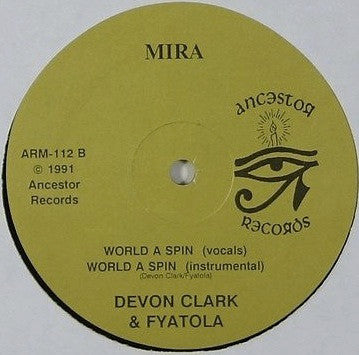 MIRA
ANCESTOR
RECORDS
ARM-112 B
© 1991
Ancestor
Records
WORLD A SPIN (vocals)
WORLD A SPIN (instrumental)
(Devon Clark/Fyatola)
DEVON CLARK
& FYATOLA